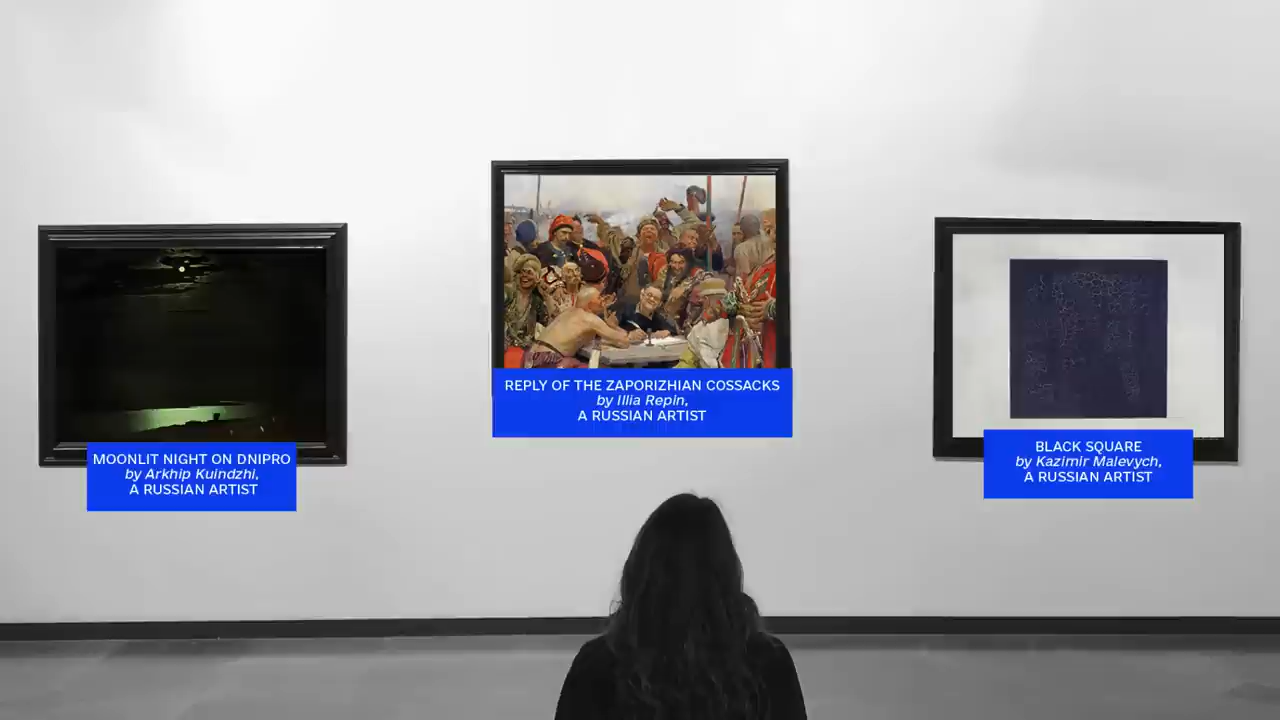 MOONLIT NIGHT ON DNIPRO
by Arkhip Kuindzhi,
A RUSSIAN ARTIST
REPLY OF THE ZAPORIZHIAN COSSACKS
by Illia Repin,
A RUSSIAN ARTIST
BLACK SQUARE
by Kazimir Malevych,
A RUSSIAN ARTIST